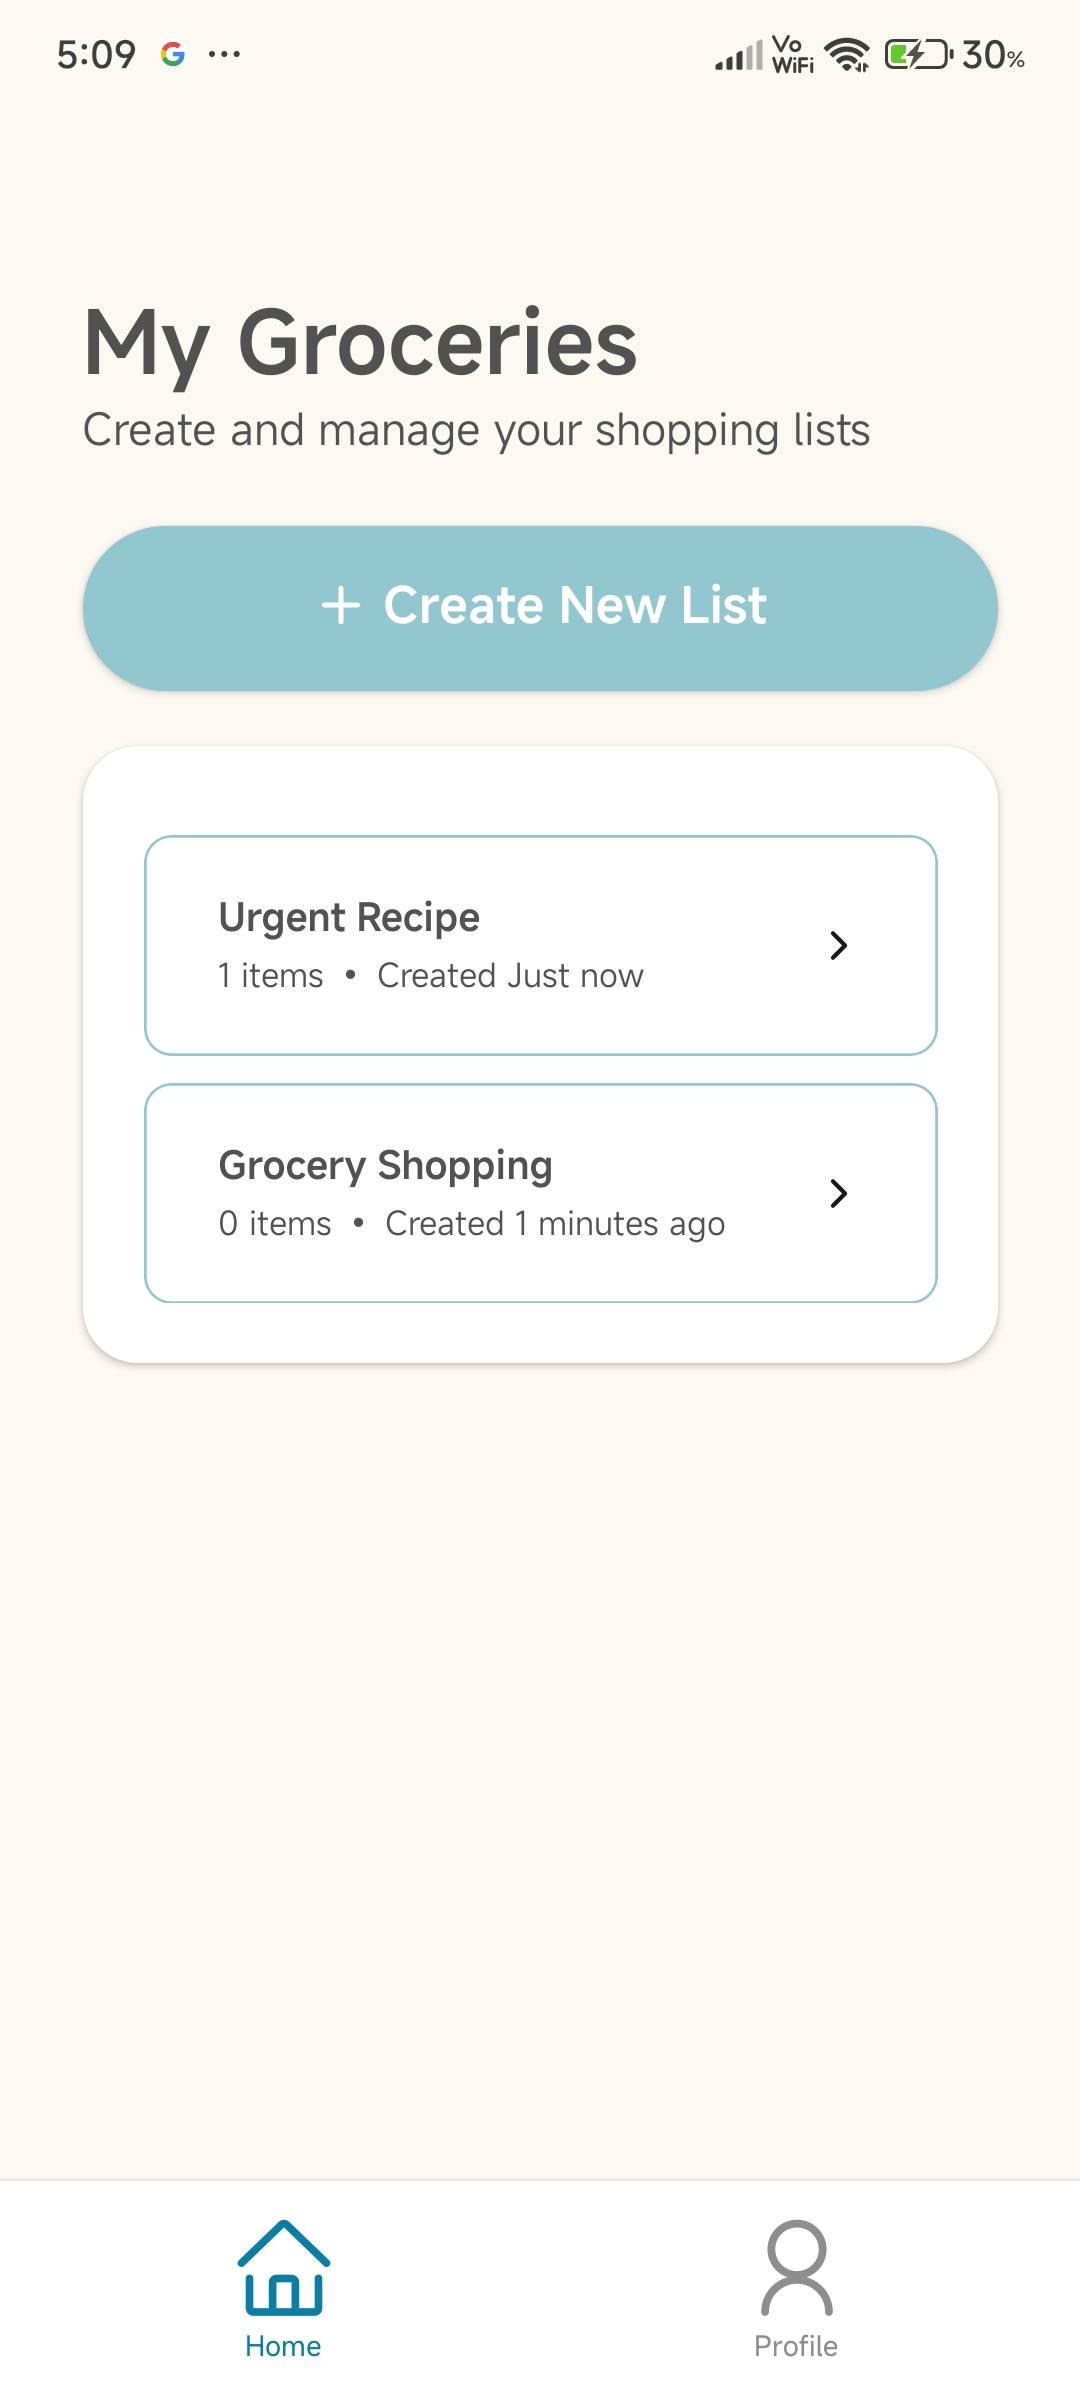 5:09 ... Vo WiFi 30%
My Groceries
Create and manage your shopping lists
+ Create New List
Urgent Recipe
1 items • Created Just now
Grocery Shopping
0 items • Created 1 minutes ago
Home Profile